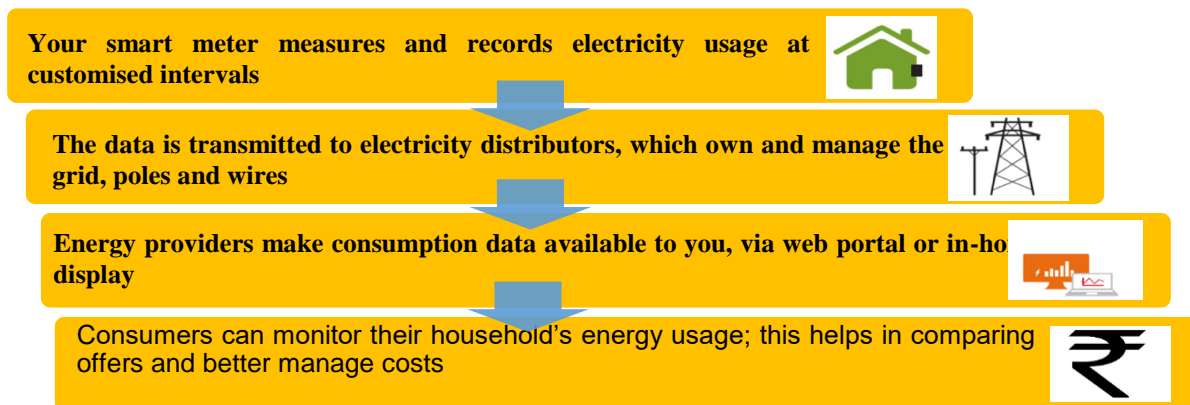 Your smart meter measures and records electricity usage at
customised intervals
The data is transmitted to electricity distributors, which own and manage the
grid, poles and wires
Energy providers make consumption data available to you, via web portal or
display
Consumers can monitor their household’s energy usage; this helps in comparing
offers and better manage costs
₹